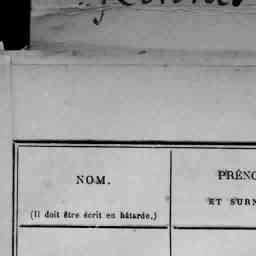 NOM.
(Il doit être écrit en bâtarde.)
PRÉNO
ET SURN